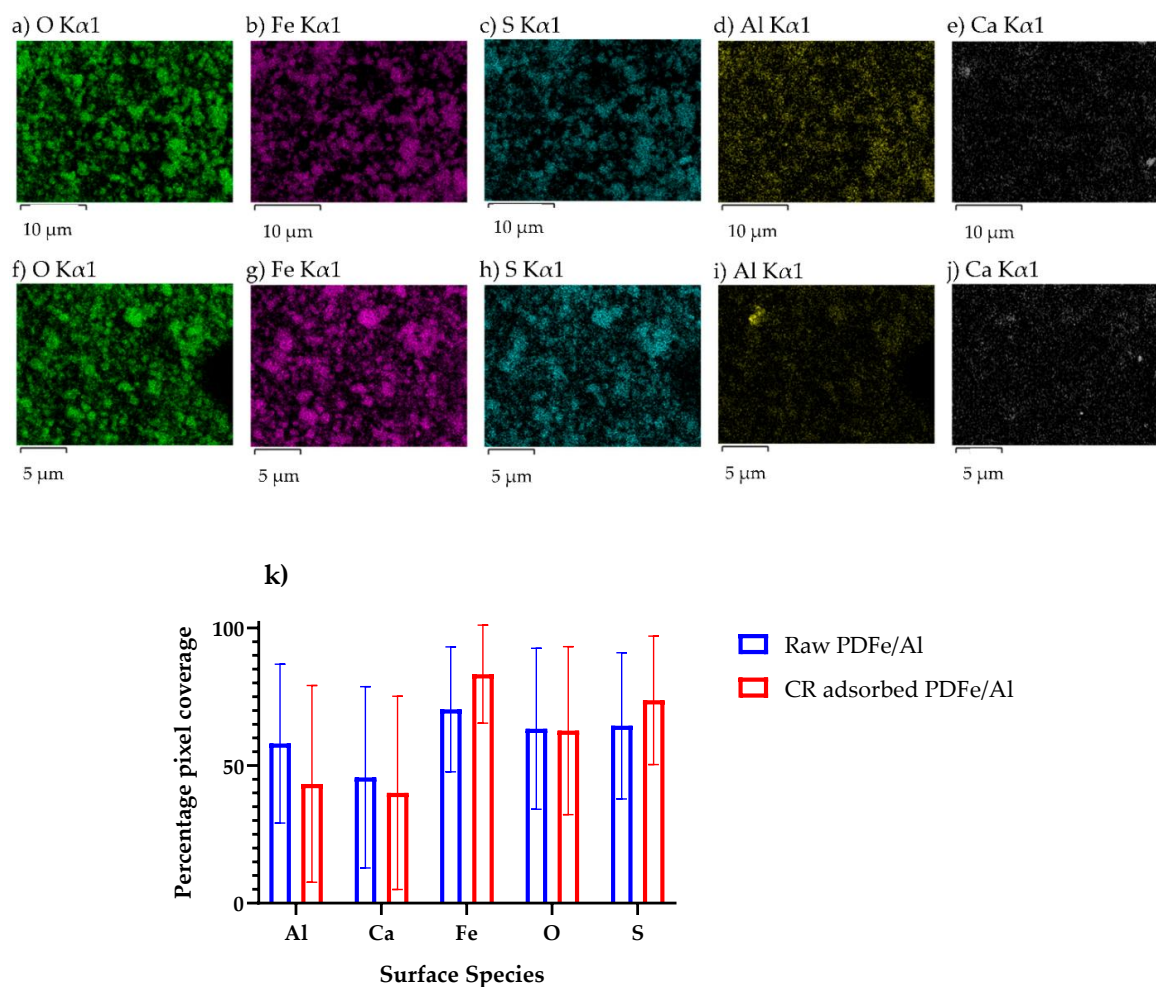 a) O Kα1
b) Fe Kα1
c) S Kα1
d) Al Kα1
e) Ca Kα1
10 μm
10 μm
10 μm
10 μm
10 μm
f) O Kα1
g) Fe Kα1
h) S Kα1
i) Al Kα1
j) Ca Kα1
5 μm
5 μm
5 μm
5 μm
5 μm
k)
Percentage pixel coverage
100
50
0
Al
Ca
Fe
O
S
Surface Species
Raw PDFe/Al
CR adsorbed PDFe/Al